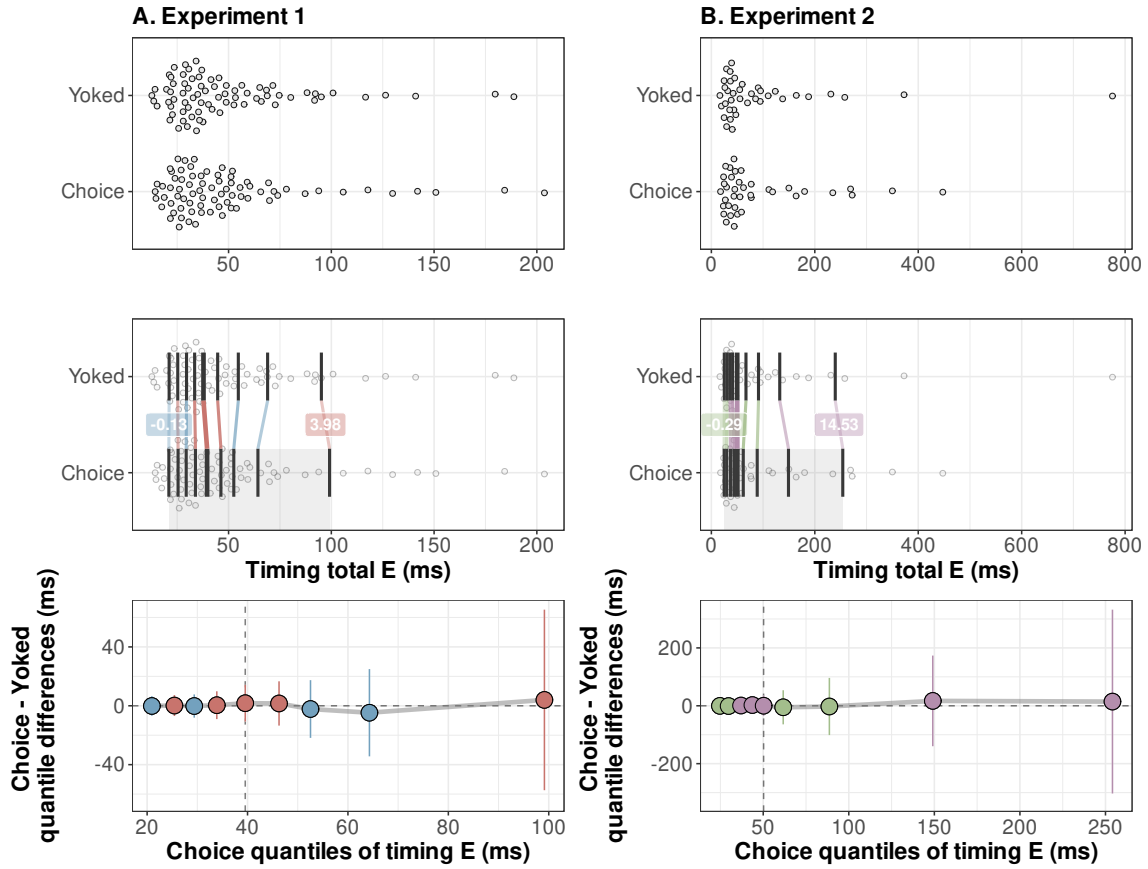 A. Experiment 1
Yoked
Choice
50 100 150 200
Yoked
-0.13 3.98
Choice
50 100 150 200
Timing total E (ms)
Choice - Yoked
quantile differences (ms)
40
0
-40
20 40 60 80 100
Choice quantiles of timing E (ms)
B. Experiment 2
Yoked
Choice
0 200 400 600 800
Yoked
-0.29 14.53
Choice
0 200 400 600 800
Timing total E (ms)
Choice - Yoked
quantile differences (ms)
200
0
-200
50 100 150 200 250
Choice quantiles of timing E (ms)